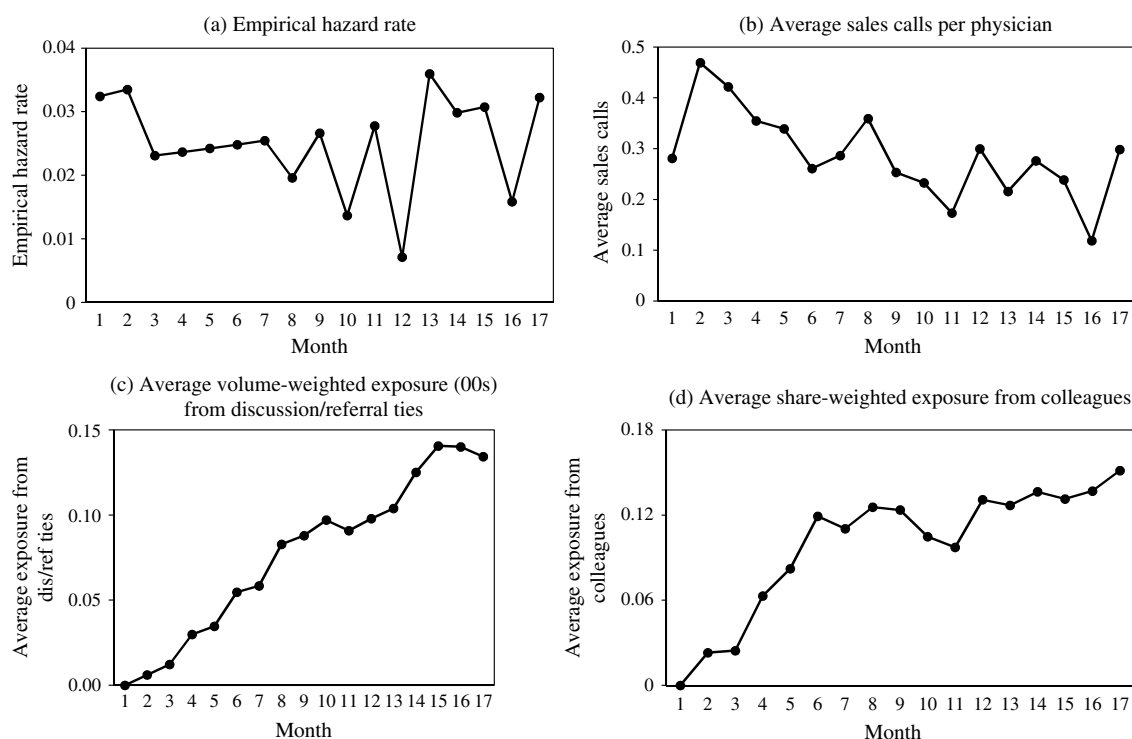 (a) Empirical hazard rate
Empirical hazard rate
0.04
0.03
0.02
0.01
0
1 2 3 4 5 6 7 8 9 10 11 12 13 14 15 16 17
Month
(b) Average sales calls per physician
Average sales calls
0.5
0.4
0.3
0.2
0.1
0
1 2 3 4 5 6 7 8 9 10 11 12 13 14 15 16 17
Month
(c) Average volume-weighted exposure (00s)
from discussion/referral ties
Average exposure from
dis/ref ties
0.15
0.10
0.05
0.00
1 2 3 4 5 6 7 8 9 10 11 12 13 14 15 16 17
Month
(d) Average share-weighted exposure from colleagues
Average exposure from
colleagues
0.18
0.12
0.06
0
1 2 3 4 5 6 7 8 9 10 11 12 13 14 15 16 17
Month